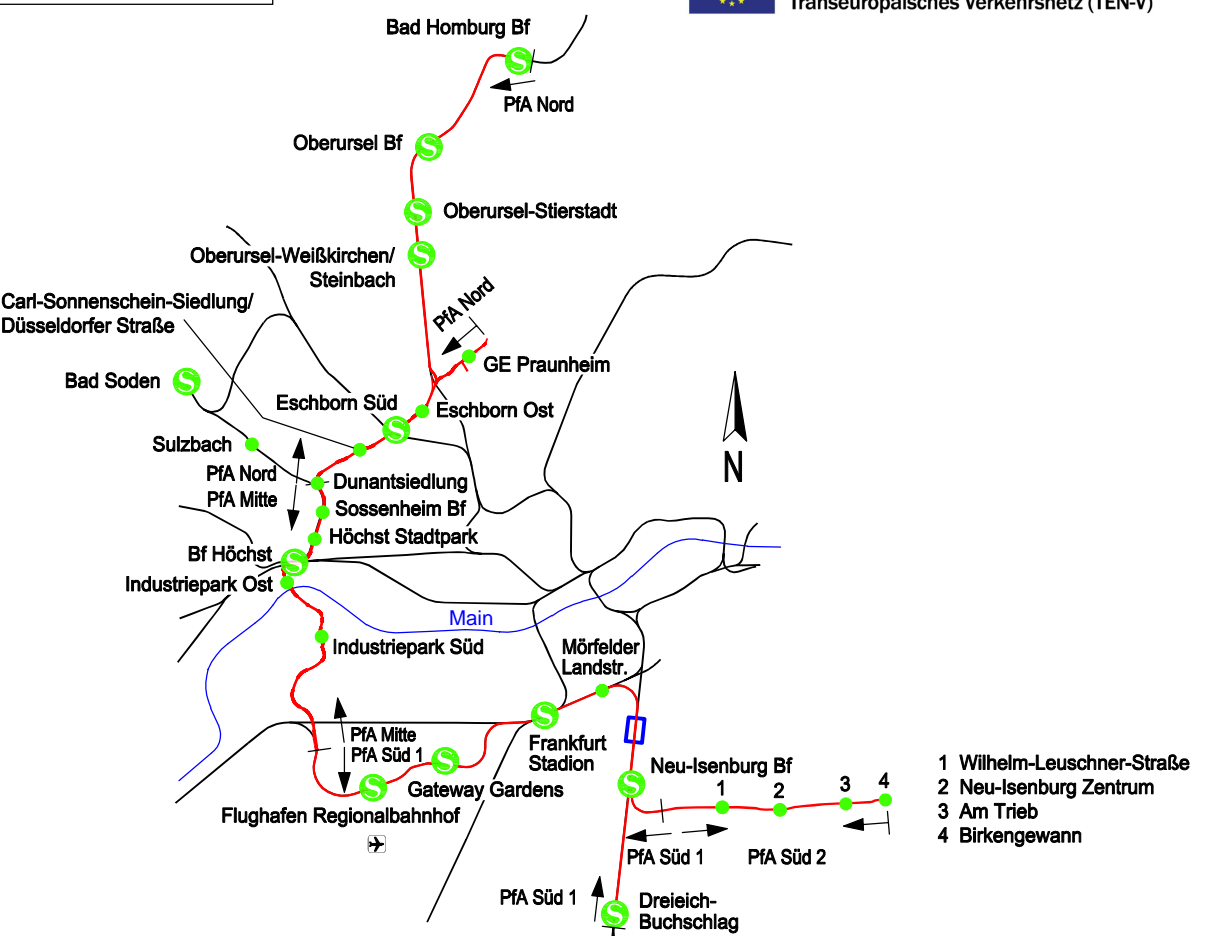 Transeuropäisches Verkehrsnetz (TEN-V)
Bad Homburg Bf
S
PfA Nord
Oberursel Bf
S
S
Oberursel-Stierstadt
Oberursel-Weißkirchen/
Steinbach
S
Carl-Sonnenschein-Siedlung/
Düsseldorfer Straße
PfA Nord
GE Praunheim
Bad Soden
S
Eschborn Süd
S
Eschborn Ost
Sulzbach
PfA Nord
PfA Mitte
Dunantsiedlung
Sossenheim Bf
Höchst Stadtpark
N
Bf Höchst
S
Industriepark Ost
Main
Industriepark Süd
Mörfelder
Landstr.
PfA Mitte
PfA Süd 1
S
Frankfurt
Stadion
S
Gateway Gardens
S
Flughafen Regionalbahnhof
Neu-Isenburg Bf
S
1 2 3 4
PfA Süd 1
PfA Süd 2
1 Wilhelm-Leuschner-Straße
2 Neu-Isenburg Zentrum
3 Am Trieb
4 Birkengewann
PfA Süd 1
S
Dreieich-
Buchschlag